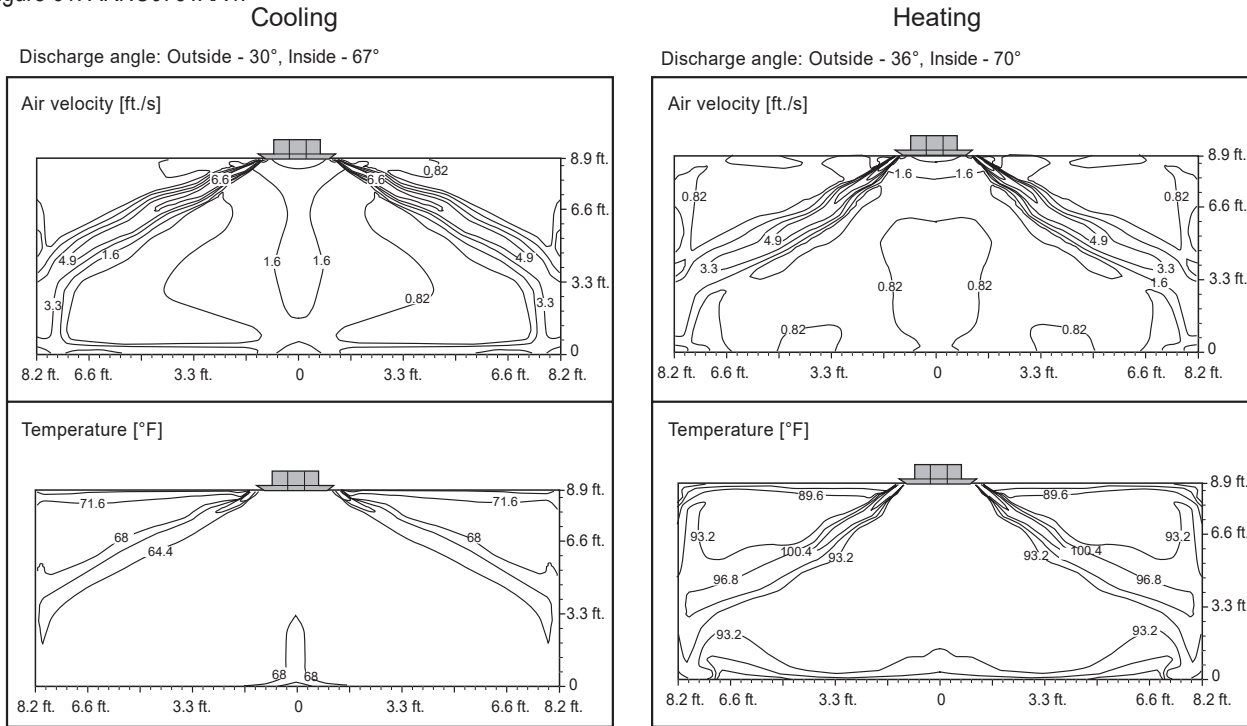 Cooling
Heating
Discharge angle: Outside - 30°, Inside - 67°
Discharge angle: Outside - 36°, Inside - 70°
Air velocity [ft./s]
6.6
6.6
0.82
4.9
1.6
1.6
1.6
4.9
3.3
0.82
3.3
8.9 ft.
6.6 ft.
3.3 ft.
0
8.2 ft. 6.6 ft. 3.3 ft. 0 3.3 ft. 6.6 ft. 8.2 ft.
Air velocity [ft./s]
1.6
1.6
0.82
0.82
4.9
4.9
3.3
3.3
1.6
0.82
0.82
0.82
0.82
8.9 ft.
6.6 ft.
3.3 ft.
0
8.2 ft. 6.6 ft. 3.3 ft. 0 3.3 ft. 6.6 ft. 8.2 ft.
Temperature [°F]
71.6
71.6
68
68
64.4
68
68
8.9 ft.
6.6 ft.
3.3 ft.
0
8.2 ft. 6.6 ft. 3.3 ft. 0 3.3 ft. 6.6 ft. 8.2 ft.
Temperature [°F]
89.6
89.6
93.2
93.2
100.4
93.2
93.2
100.4
96.8
96.8
93.2
93.2
8.9 ft.
6.6 ft.
3.3 ft.
0
8.2 ft. 6.6 ft. 3.3 ft. 0 3.3 ft. 6.6 ft. 8.2 ft.